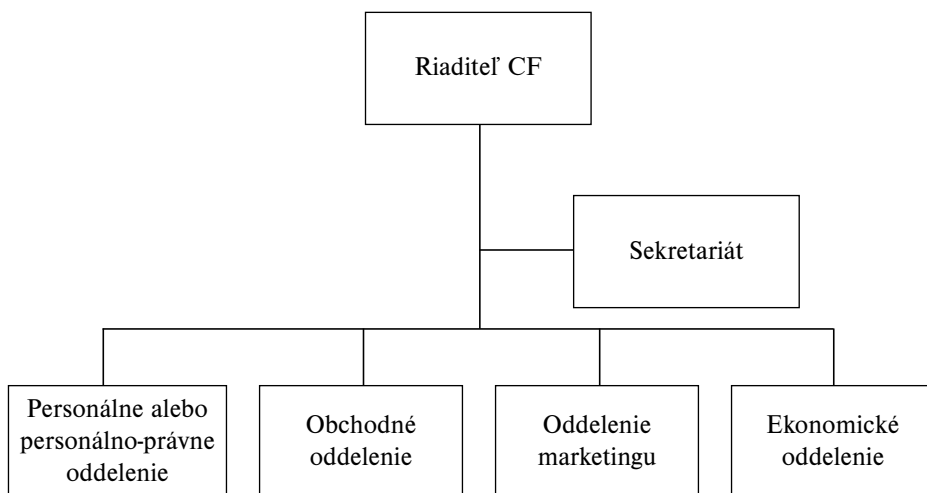 Riaditeľ CF
Sekretariát
Personálne alebo
personálno-právne
oddelenie
Obchodné
oddelenie
Oddelenie
marketingu
Ekonomické
oddelenie